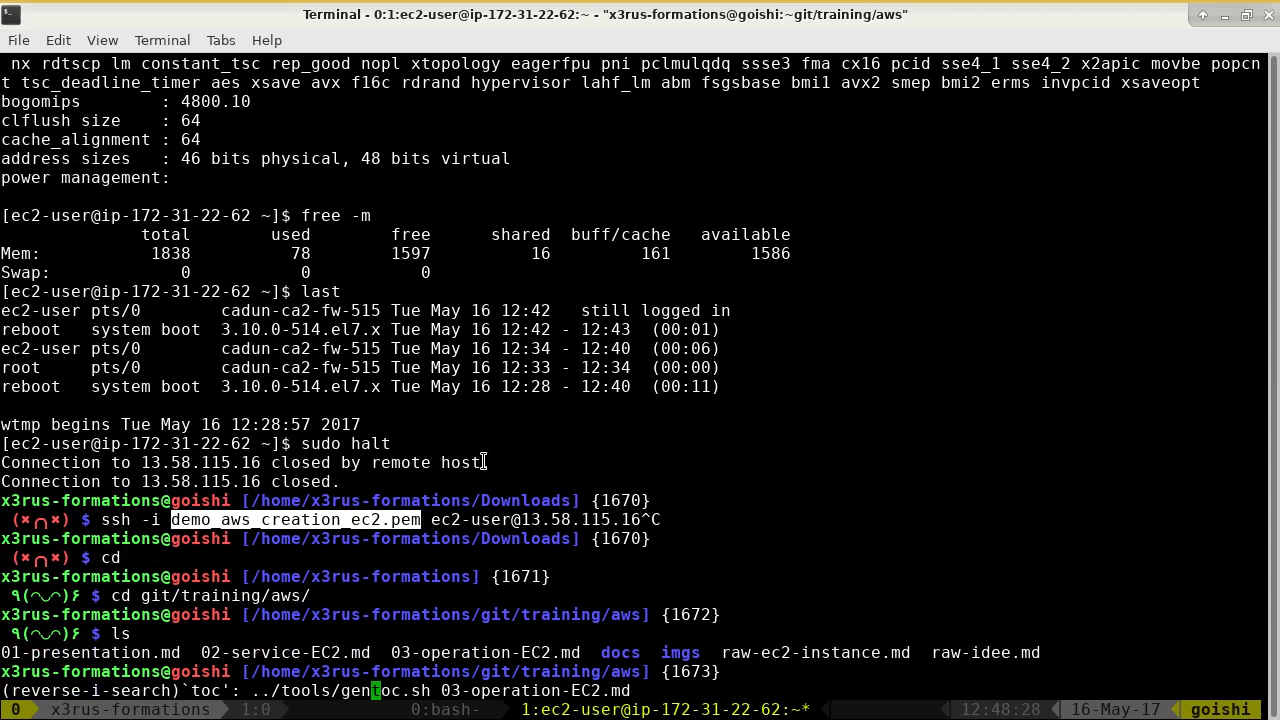 Terminal - 0:1:ec2-user@ip-172-31-22-62:~ - "x3rus-formations@goishi:~git/training/aws"
File Edit View Terminal Tabs Help
nx rdtscp lm constant_tsc rep_good nopl xtopology eagerfpu pni pclmulqdq ssse3 fma cx16 pcid sse4_1 sse4_2 x2apic movbe popcn
t tsc_deadline_timer aes xsave avx f16c rdrand hypervisor lahf_lm abm fsgsbase bmi1 avx2 smep bmi2 erms invpcid xsaveopt
bogomips        : 4800.10
clflush size    : 64
cache_alignment : 64
address sizes   : 46 bits physical, 48 bits virtual
power management:
[ec2-user@ip-172-31-22-62 ~]$ free -m
              total        used        free      shared  buff/cache   available
Mem:           1838          78        1597          16         161        1586
Swap:             0           0           0
[ec2-user@ip-172-31-22-62 ~]$ last
ec2-user pts/0        cadun-ca2-fw-515 Tue May 16 12:42   still logged in
reboot   system boot  3.10.0-514.el7.x Tue May 16 12:42 - 12:43  (00:01)
ec2-user pts/0        cadun-ca2-fw-515 Tue May 16 12:34 - 12:40  (00:06)
root     pts/0        cadun-ca2-fw-515 Tue May 16 12:33 - 12:34  (00:00)
reboot   system boot  3.10.0-514.el7.x Tue May 16 12:28 - 12:40  (00:11)
wtmp begins Tue May 16 12:28:57 2017
[ec2-user@ip-172-31-22-62 ~]$ sudo halt
Connection to 13.58.115.16 closed by remote host.
Connection to 13.58.115.16 closed.
x3rus-formations@goishi [/home/x3rus-formations/Downloads] {1670}
(✖╭╮✖) $ ssh -i demo_aws_creation_ec2.pem ec2-user@13.58.115.16^C
x3rus-formations@goishi [/home/x3rus-formations/Downloads] {1670}
(✖╭╮✖) $ cd
x3rus-formations@goishi [/home/x3rus-formations] {1671}
٩(◠◡◠)۶ $ cd git/training/aws/
x3rus-formations@goishi [/home/x3rus-formations/git/training/aws] {1672}
٩(◠◡◠)۶ $ ls
01-presentation.md  02-service-EC2.md  03-operation-EC2.md  docs  imgs  raw-ec2-instance.md  raw-idee.md
x3rus-formations@goishi [/home/x3rus-formations/git/training/aws] {1673}
(reverse-i-search)`toc': ../tools/gentoc.sh 03-operation-EC2.md
0 x3rus-formations 1:0 0:bash- 1:ec2-user@ip-172-31-22-62:~* 12:48:28 16-May-17 goishi